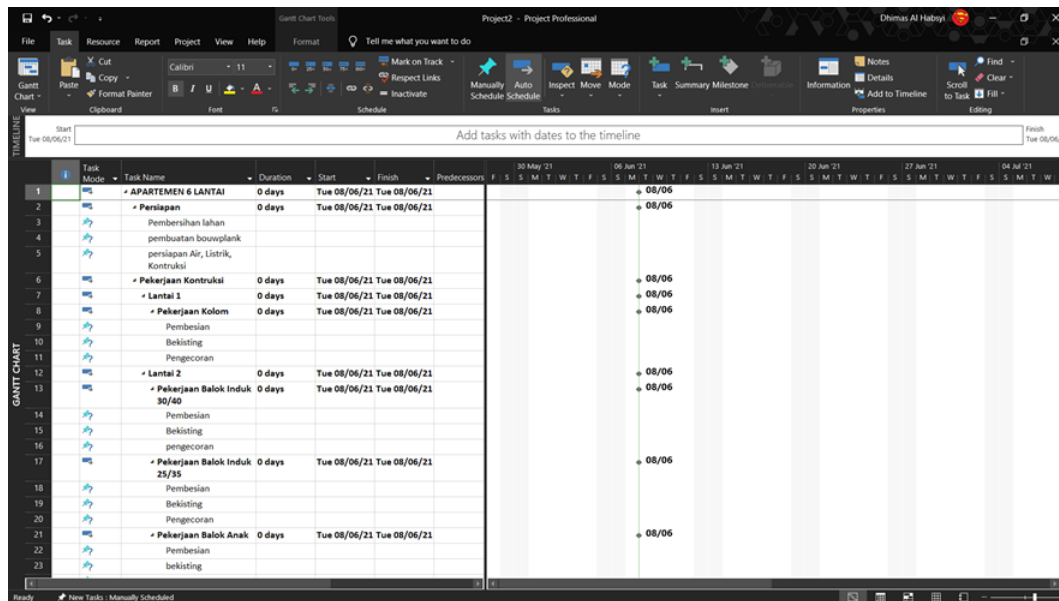 Gantt Chart Tools
Project2 - Project Professional
Dhimas Al Habsyi
File Task Resource Report Project View Help Format Tell me what you want to do
Gantt Chart
View
Paste
Cut
Copy
Format Painter
Clipboard
Calibri 11
B I U A
Font
Mark on Track
Respect Links
Inactivate
Schedule
Manually Schedule
Auto Schedule
Inspect Move Mode
Tasks
Task Summary Milestone Deliverable
Insert
Information
Notes
Details
Add to Timeline
Properties
Scroll to Task
Find
Clear
Fill
Editing
TIMELINE
Start
Tue 08/06/21
Add tasks with dates to the timeline
Finish
Tue 08/06/
Task Mode Task Name Duration Start Finish Predecessors
30 May '21 06 Jun '21 13 Jun '21 20 Jun '21 27 Jun '21 04 Jul '21
F S S M T W T F S S M T W T F S S M T W T F S S M T W T F S S M T W T F S S M T W
1 APARTEMEN 6 LANTAI 0 days Tue 08/06/21 Tue 08/06/21 08/06
2 Persiapan 0 days Tue 08/06/21 Tue 08/06/21 08/06
3 Pembersihan lahan
4 pembuatan bouwplank
5 persiapan Air, Listrik,
Kontruksi
6 Pekerjaan Kontruksi 0 days Tue 08/06/21 Tue 08/06/21 08/06
7 Lantai 1 0 days Tue 08/06/21 Tue 08/06/21 08/06
8 Pekerjaan Kolom 0 days Tue 08/06/21 Tue 08/06/21 08/06
9 Pembesian
10 Bekisting
11 Pengecoran
12 Lantai 2 0 days Tue 08/06/21 Tue 08/06/21 08/06
13 Pekerjaan Balok Induk 0 days Tue 08/06/21 Tue 08/06/21 08/06
30/40
14 Pembesian
15 Bekisting
16 pengecoran
17 Pekerjaan Balok Induk 0 days Tue 08/06/21 Tue 08/06/21 08/06
25/35
18 Pembesian
19 Bekisting
20 Pengecoran
21 Pekerjaan Balok Anak 0 days Tue 08/06/21 Tue 08/06/21 08/06
22 Pembesian
23 bekisting
GANTT CHART
Ready New Tasks : Manually Scheduled